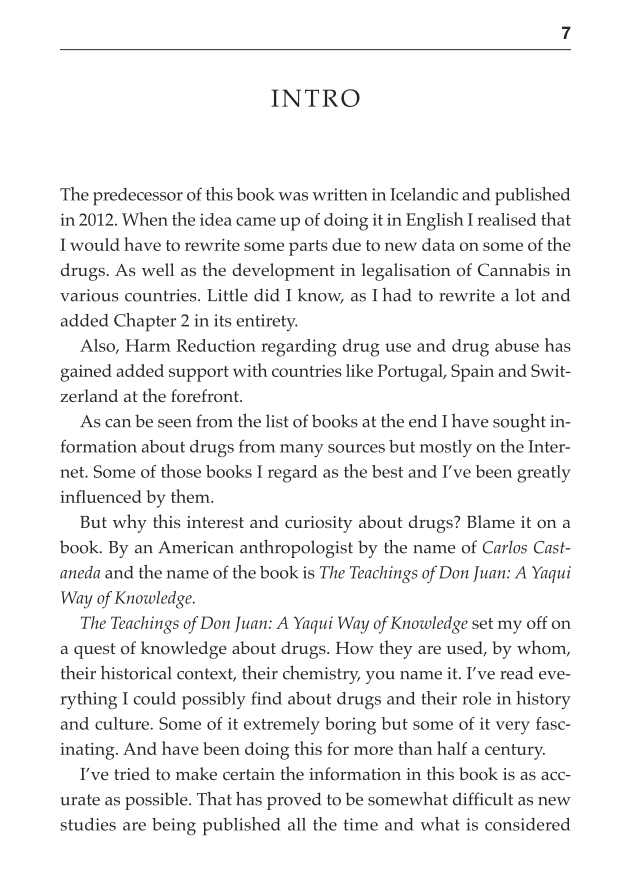 7
INTRO
The predecessor of this book was written in Icelandic and published
in 2012. When the idea came up of doing it in English I realised that
I would have to rewrite some parts due to new data on some of the
drugs. As well as the development in legalisation of Cannabis in
various countries. Little did I know, as I had to rewrite a lot and
added Chapter 2 in its entirety.
Also, Harm Reduction regarding drug use and drug abuse has
gained added support with countries like Portugal, Spain and Swit-
zerland at the forefront.
As can be seen from the list of books at the end I have sought in-
formation about drugs from many sources but mostly on the Inter-
net. Some of those books I regard as the best and I’ve been greatly
influenced by them.
But why this interest and curiosity about drugs? Blame it on a
book. By an American anthropologist by the name of Carlos Cast-
aneda and the name of the book is The Teachings of Don Juan: A Yaqui
Way of Knowledge.
The Teachings of Don Juan: A Yaqui Way of Knowledge set my off on
a quest of knowledge about drugs. How they are used, by whom,
their historical context, their chemistry, you name it. I’ve read eve-
rything I could possibly find about drugs and their role in history
and culture. Some of it extremely boring but some of it very fasc-
inating. And have been doing this for more than half a century.
I’ve tried to make certain the information in this book is as acc-
urate as possible. That has proved to be somewhat difficult as new
studies are being published all the time and what is considered